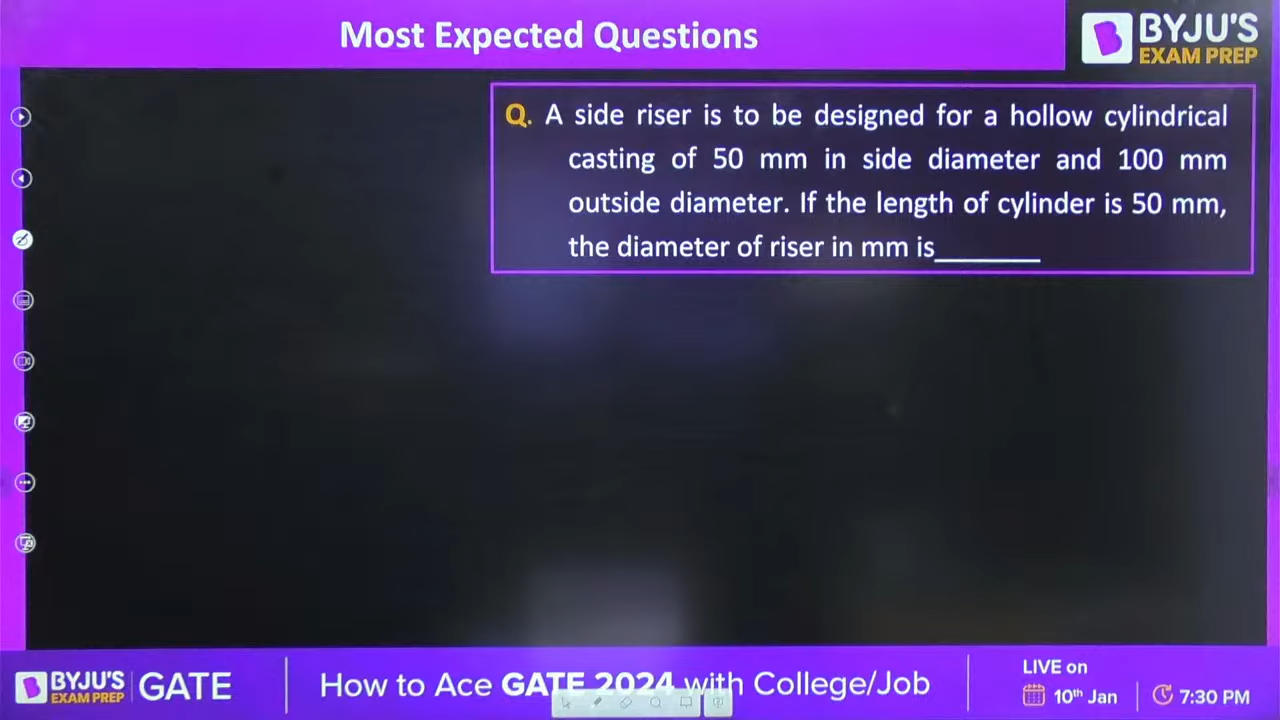 Most Expected Questions
BYJU'S
EXAM PREP
Q. A side riser is to be designed for a hollow cylindrical
casting of 50 mm in side diameter and 100 mm
outside diameter. If the length of cylinder is 50 mm,
the diameter of riser in mm is________
BYJU'S
EXAM PREP
GATE
How to Ace GATE 2024 with College/Job
LIVE on
10th Jan
7:30 PM